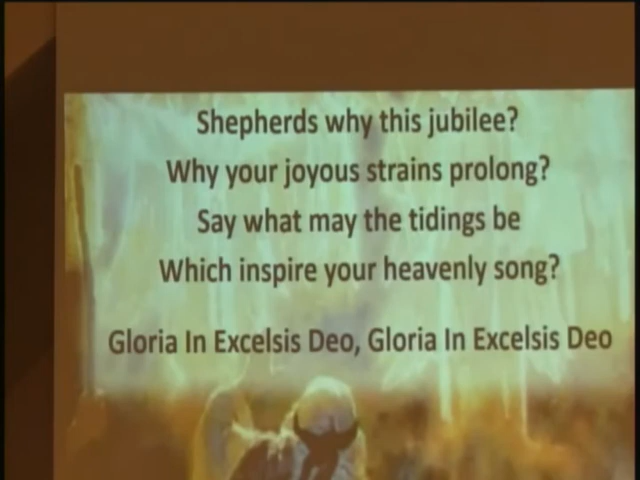 Shepherds why this jubilee?
Why your joyous strains prolong?
Say what may the tidings be
Which inspire your heavenly song?
Gloria In Excelsis Deo, Gloria In Excelsis Deo